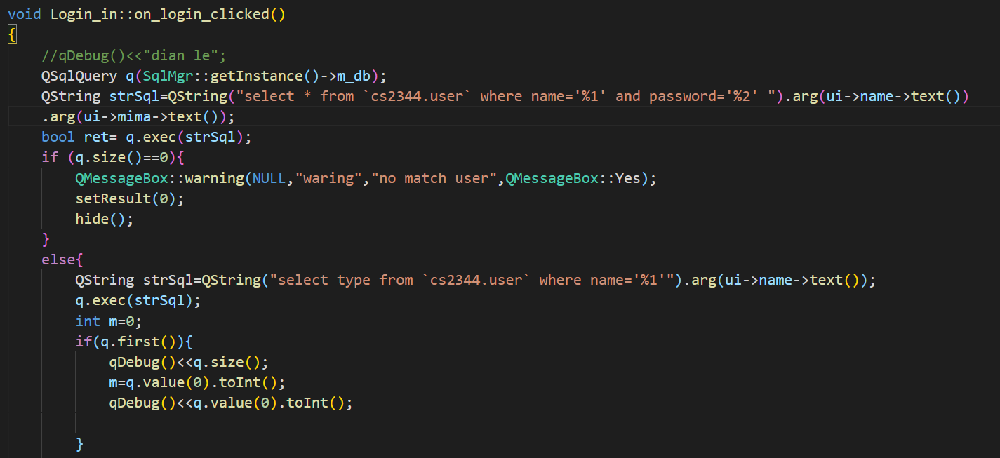 void Login_in::on_login_clicked()
{
//qDebug()<<"dian le";
QSqlQuery q(SqlMgr::getInstance()->m_db);
QString strSql=QString("select * from `cs2344.user` where name='%1' and password='%2' ").arg(ui->name->text())
.arg(ui->mima->text());
bool ret= q.exec(strSql);
if (q.size()==0){
QMessageBox::warning(NULL,"waring","no match user",QMessageBox::Yes);
setResult(0);
hide();
}
else{
QString strSql=QString("select type from `cs2344.user` where name='%1'").arg(ui->name->text());
q.exec(strSql);
int m=0;
if(q.first()){
qDebug()<<q.size();
m=q.value(0).toInt();
qDebug()<<q.value(0).toInt();
}